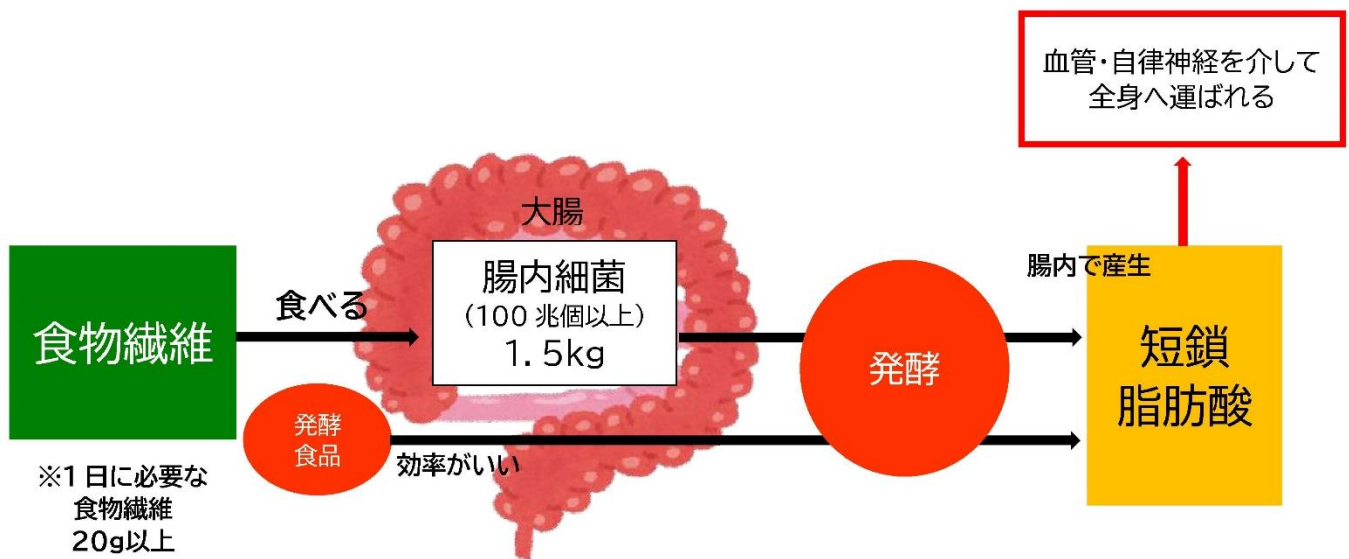 血管・自律神経を介して
全身へ運ばれる
大腸
腸内細菌
（100兆個以上）
1.5kg
食べる
食物繊維
発酵
腸内で産生
短鎖
脂肪酸
発酵
食品
効率がいい
※1日に必要な
食物繊維
20g以上